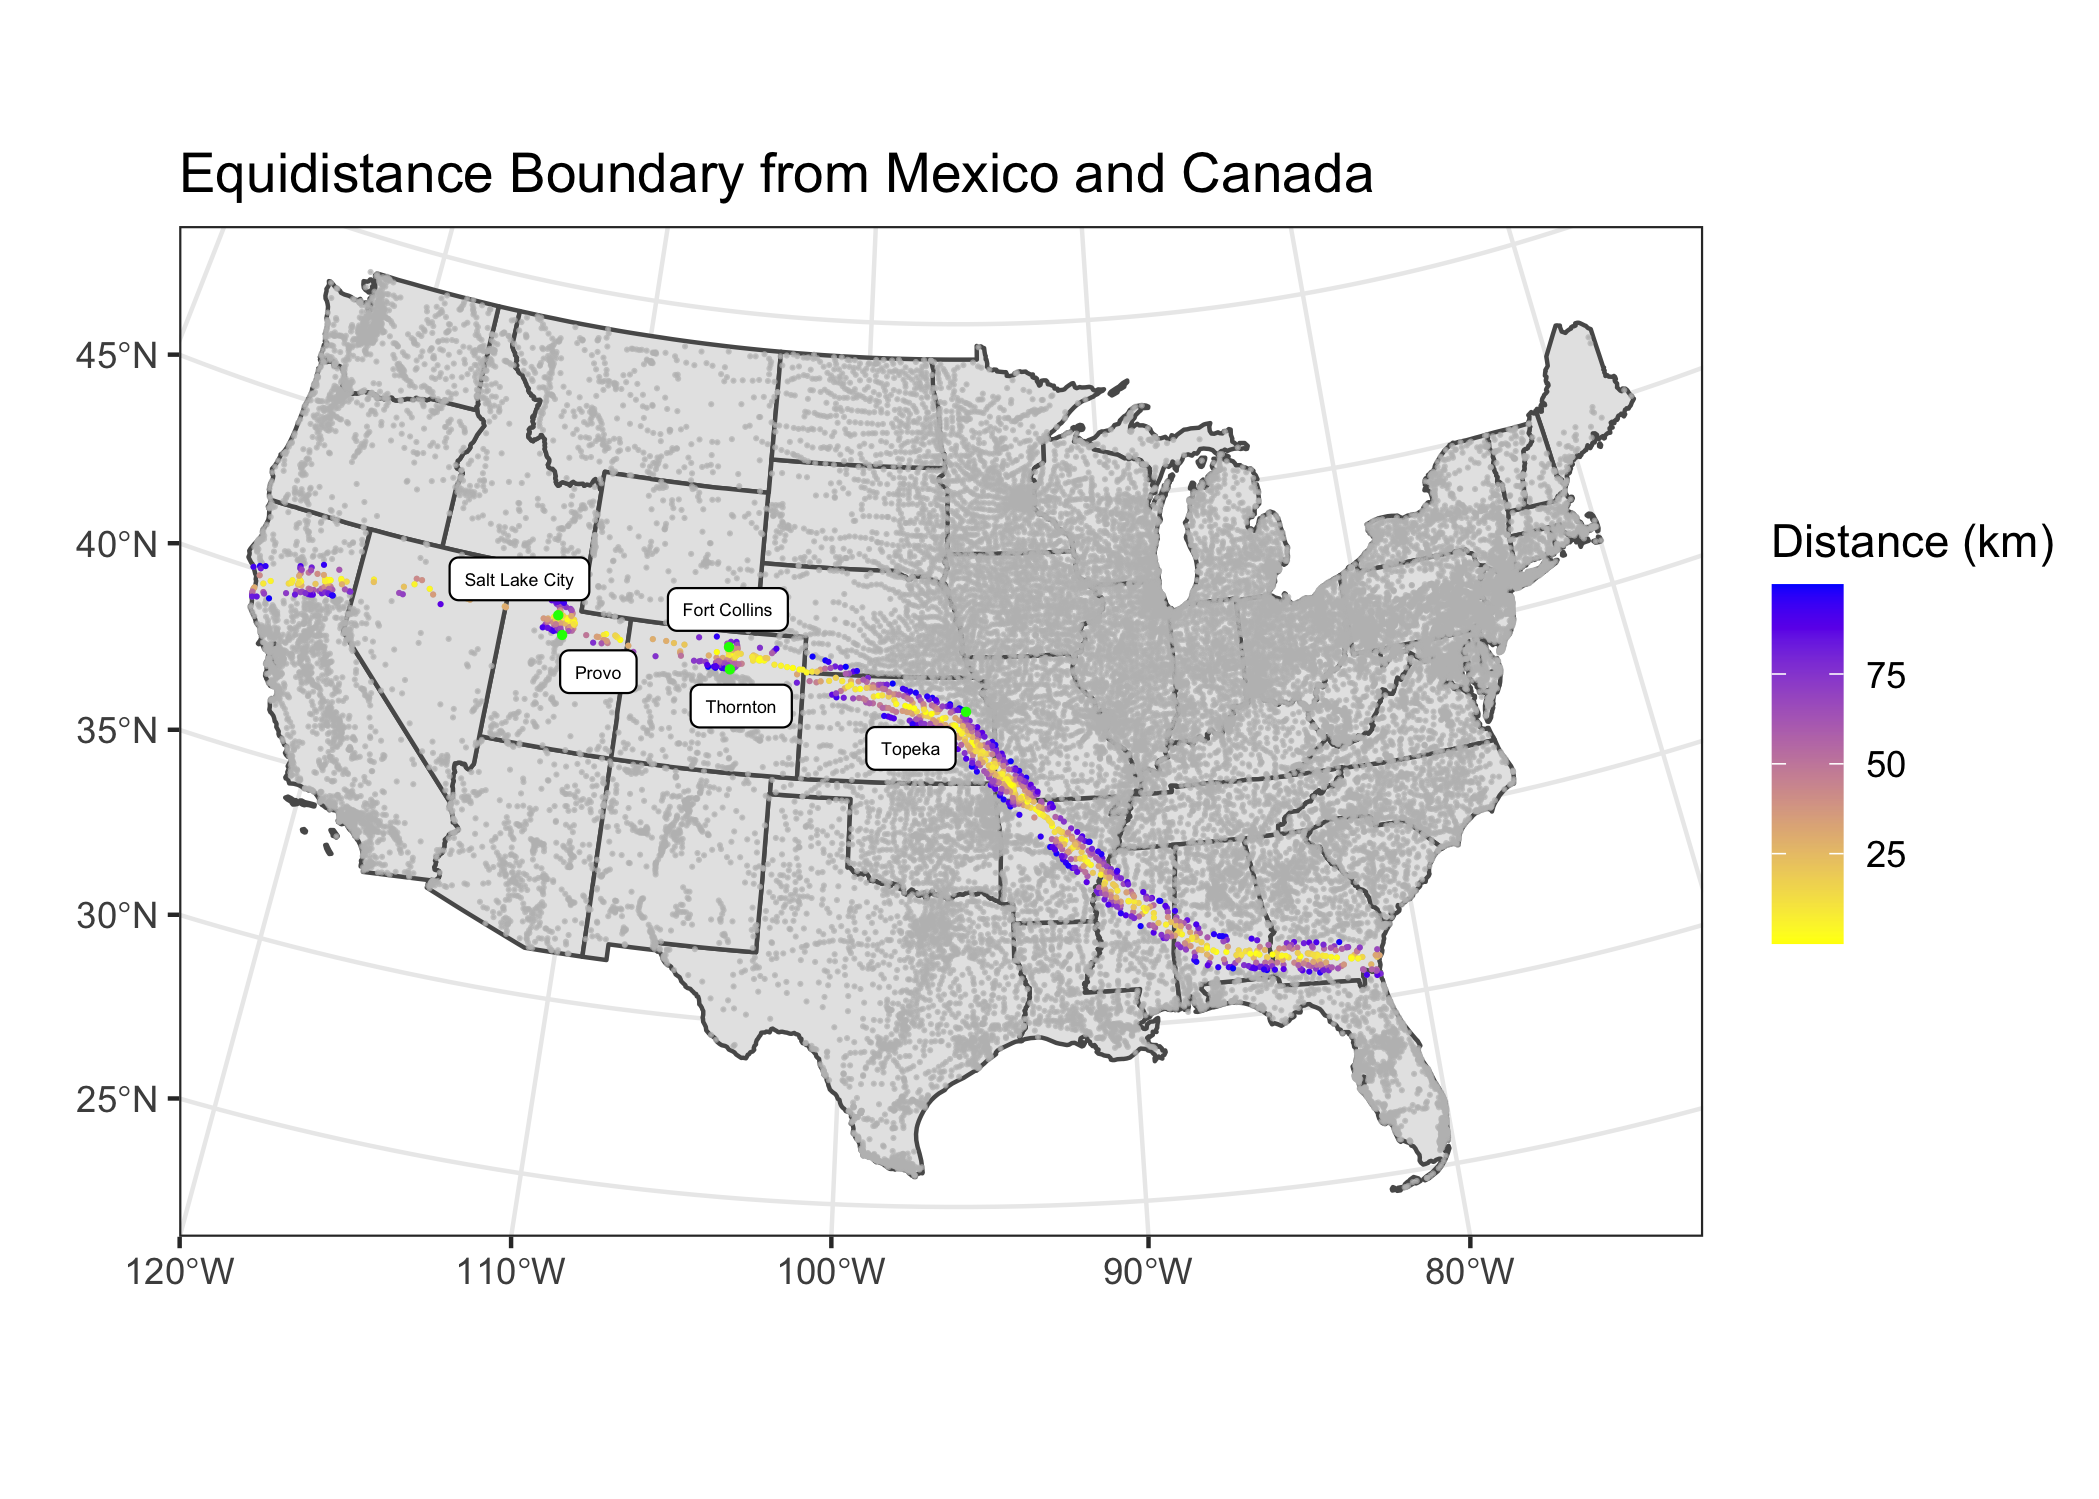 Equidistance Boundary from Mexico and Canada
45°N
40°N
35°N
30°N
25°N
Salt Lake City
Fort Collins
Provo
Thornton
Topeka
120°W
110°W
100°W
90°W
80°W
Distance (km)
75
50
25